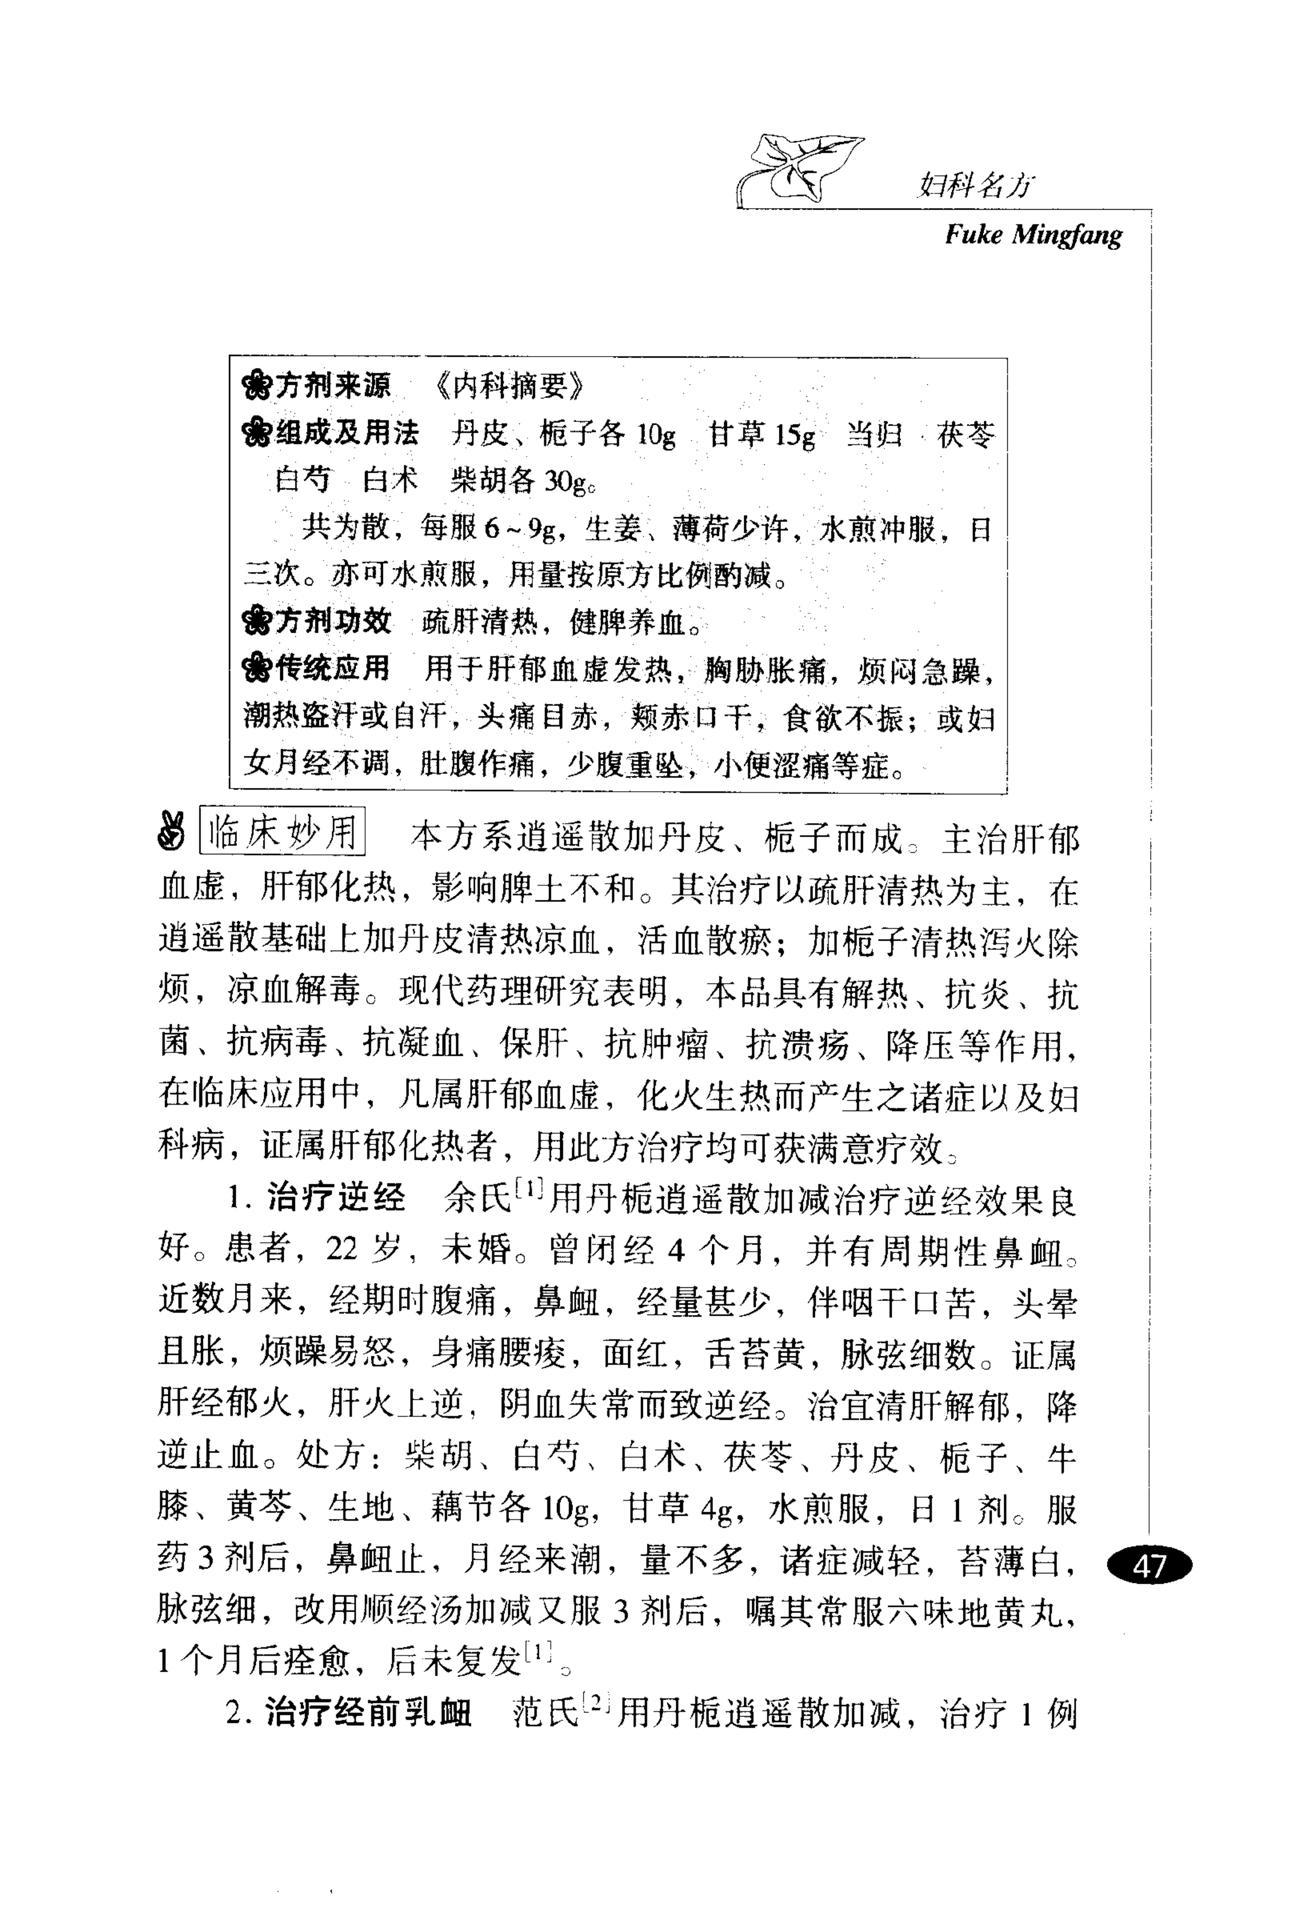 妇科名方
Fuke Mingfang
方剂来源 《内科摘要》
组成及用法 丹皮、栀子各10g 甘草15g 当归 茯苓
白芍 白术 柴胡各30g。
共为散，每服6~9g，生姜、薄荷少许，水煎冲服，日
三次。亦可水煎服，用量按原方比例酌减。
方剂功效 疏肝清热，健脾养血。
传统应用 用于肝郁血虚发热，胸胁胀痛，烦闷急躁，
潮热盗汗或自汗，头痛目赤，颊赤口干，食欲不振；或妇
女月经不调，肚腹作痛，少腹重坠，小便涩痛等症。
临床妙用 本方系逍遥散加丹皮、栀子而成。主治肝郁
血虚，肝郁化热，影响脾土不和。其治疗以疏肝清热为主，在
逍遥散基础上加丹皮清热凉血，活血散瘀；加栀子清热泻火除
烦，凉血解毒。现代药理研究表明，本品具有解热、抗炎、抗
菌、抗病毒、抗凝血、保肝、抗肿瘤、抗溃疡、降压等作用，
在临床应用中，凡属肝郁血虚，化火生热而产生之诸症以及妇
科病，证属肝郁化热者，用此方治疗均可获满意疗效。
1. 治疗逆经 余氏[1]用丹栀逍遥散加减治疗逆经效果良
好。患者，22岁，未婚。曾闭经4个月，并有周期性鼻衄。
近数月来，经期时腹痛，鼻衄，经量甚少，伴咽干口苦，头晕
且胀，烦躁易怒，身痛腰痠，面红，舌苔黄，脉弦细数。证属
肝经郁火，肝火上逆，阴血失常而致逆经。治宜清肝解郁，降
逆止血。处方：柴胡、白芍、白术、茯苓、丹皮、栀子、牛
膝、黄芩、生地、藕节各10g，甘草4g，水煎服，日1剂。服
药3剂后，鼻衄止，月经来潮，量不多，诸症减轻，苔薄白，
脉弦细，改用顺经汤加减又服3剂后，嘱其常服六味地黄丸，
1个月后痊愈，后未复发[1]。
2. 治疗经前乳衄 范氏[2]用丹栀逍遥散加减，治疗1例
47